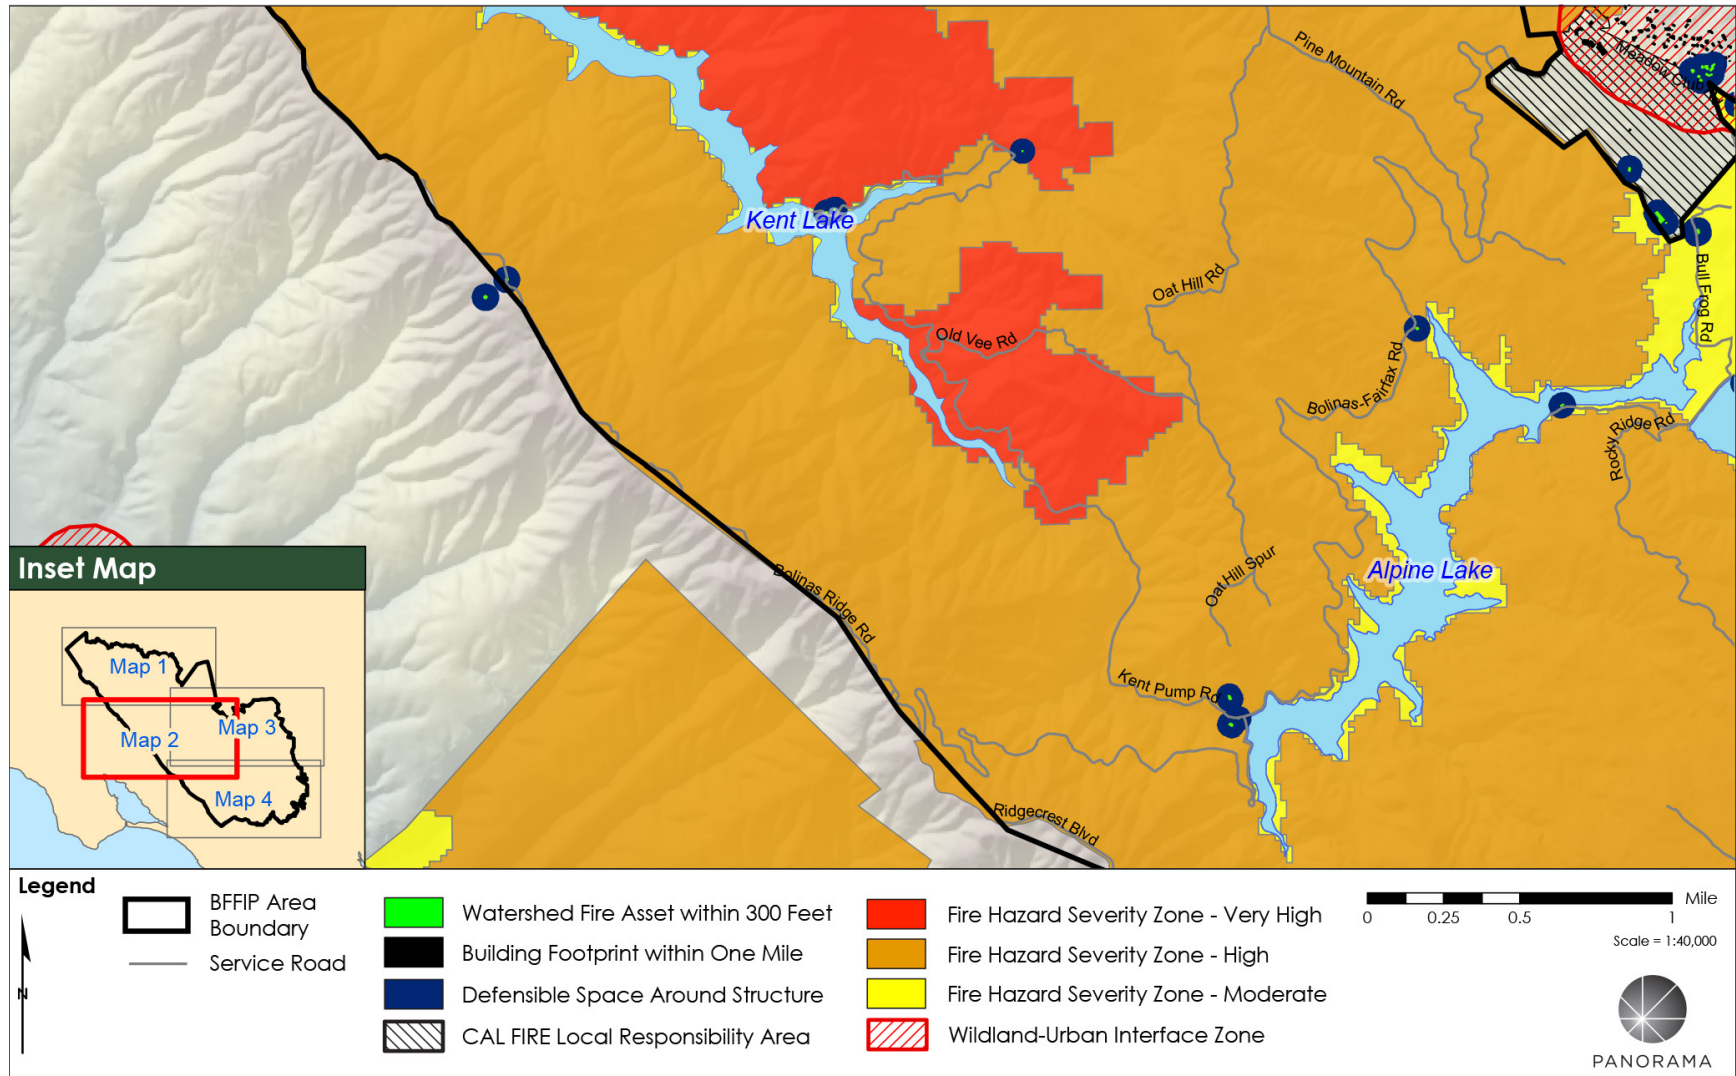 Pine Mountain Rd
Meadow Club
Kent Lake
Oat Hill Rd
Bull Frog Rd
Old Vee Rd
Bolinas-Fairfax Rd
Rocky Ridge Rd
Alpine Lake
Oat Hill Spur
Bolinas Ridge Rd
Kent Pump Rd
Ridgecrest Blvd
Inset Map
Map 1
Map 2
Map 3
Map 4
Legend
N
BFFIP Area
Boundary
Service Road
Watershed Fire Asset within 300 Feet
Building Footprint within One Mile
Defensible Space Around Structure
CAL FIRE Local Responsibility Area
Fire Hazard Severity Zone - Very High
Fire Hazard Severity Zone - High
Fire Hazard Severity Zone - Moderate
Wildland-Urban Interface Zone
Mile
0 0.25 0.5 1
Scale = 1:40,000
PANORAMA